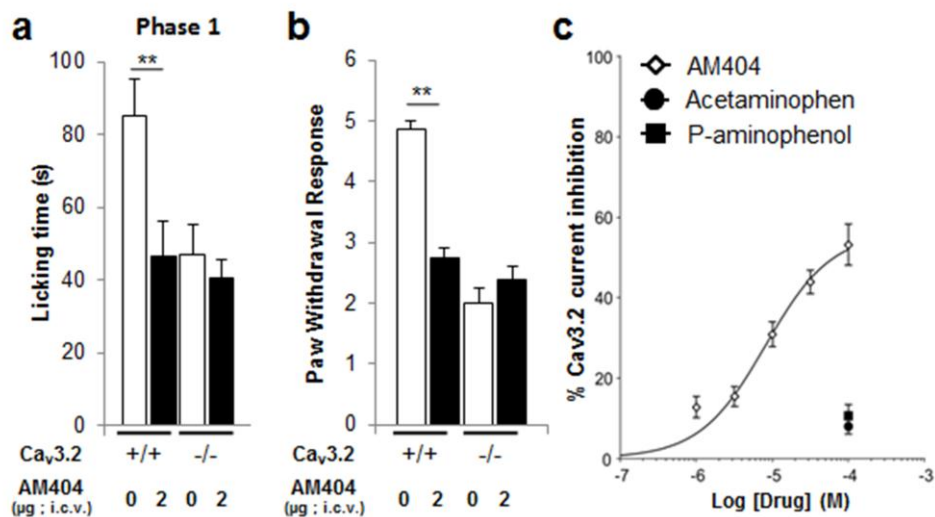 a
Phase 1
Licking time (s)
100
80
60
40
20
0
**
Cav3.2
+/+
-/-
AM404
(µg ; i.c.v.)
0 2 0 2
b
Paw Withdrawal Response
6
5
4
3
2
1
0
**
Cav3.2
+/+
-/-
AM404
(µg ; i.c.v.)
0 2 0 2
c
% Cav3.2 current inhibition
100
80
60
40
20
0
AM404
Acetaminophen
P-aminophenol
-7 -6 -5 -4 -3
Log [Drug] (M)